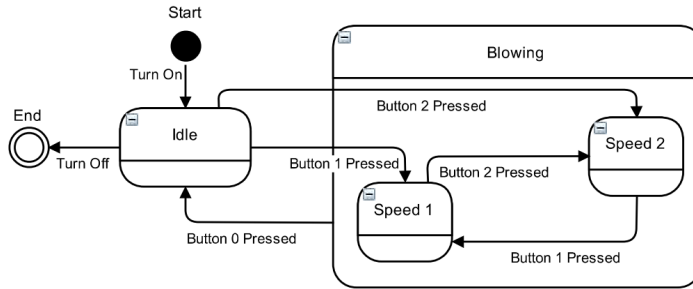 Start
Blowing
Turn On
Button 2 Pressed
End
Idle
Speed 2
Turn Off
Button 1 Pressed
Button 2 Pressed
Speed 1
Button 0 Pressed
Button 1 Pressed